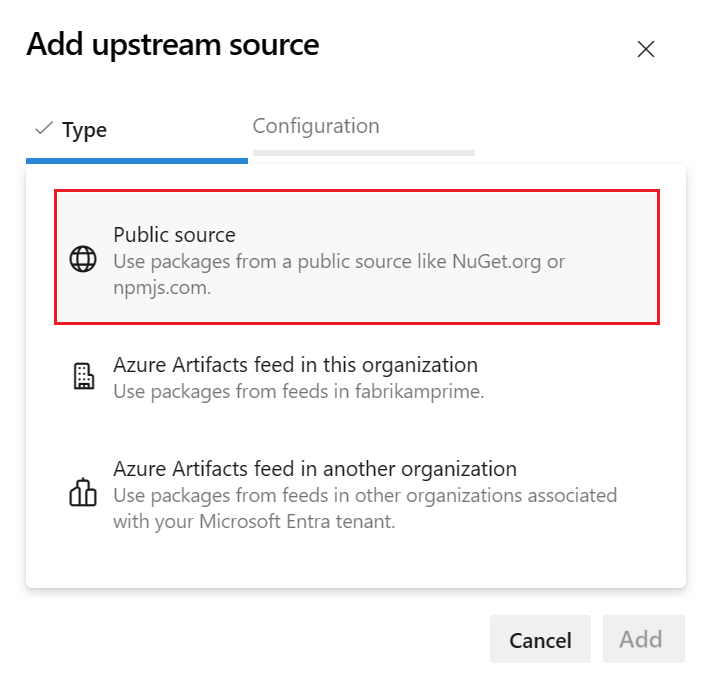 Add upstream source
Type
Configuration
Public source
Use packages from a public source like NuGet.org or
npmjs.com.
Azure Artifacts feed in this organization
Use packages from feeds in fabrikamprime.
Azure Artifacts feed in another organization
Use packages from feeds in other organizations associated
with your Microsoft Entra tenant.
Cancel
Add